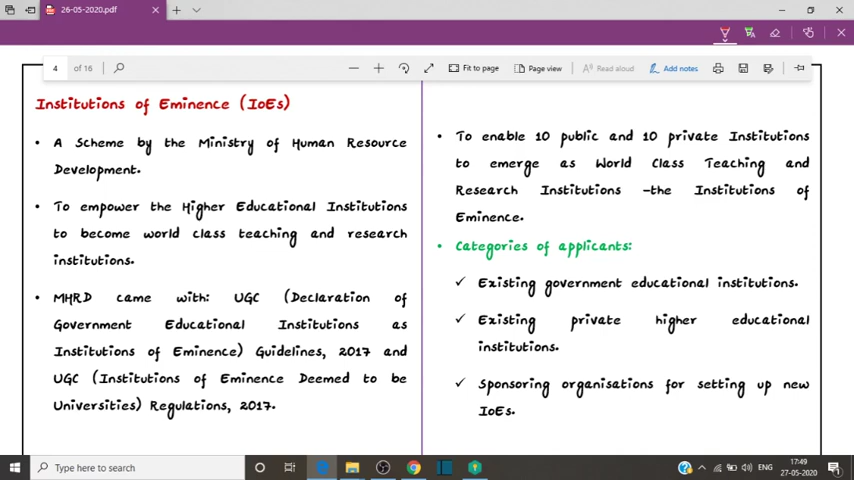 26-05-2020.pdf
4 of 16
Fit to page
Page view
Read aloud
Add notes
Institutions of Eminence (IoEs)
• A Scheme by the Ministry of Human Resource
Development.
• To empower the Higher Educational Institutions
to become world class teaching and research
institutions.
• MHRD came with: UGC (Declaration of
Government Educational Institutions as
Institutions of Eminence) Guidelines, 2017 and
UGC (Institutions of Eminence Deemed to be
Universities) Regulations, 2017.
• To enable 10 public and 10 private Institutions
to emerge as World Class Teaching and
Research Institutions -the Institutions of
Eminence.
• Categories of applicants:
✓ Existing government educational institutions.
✓ Existing private higher educational
institutions.
✓ Sponsoring organisations for setting up new
IoEs.
Type here to search
ENG
17:49
27-05-2020